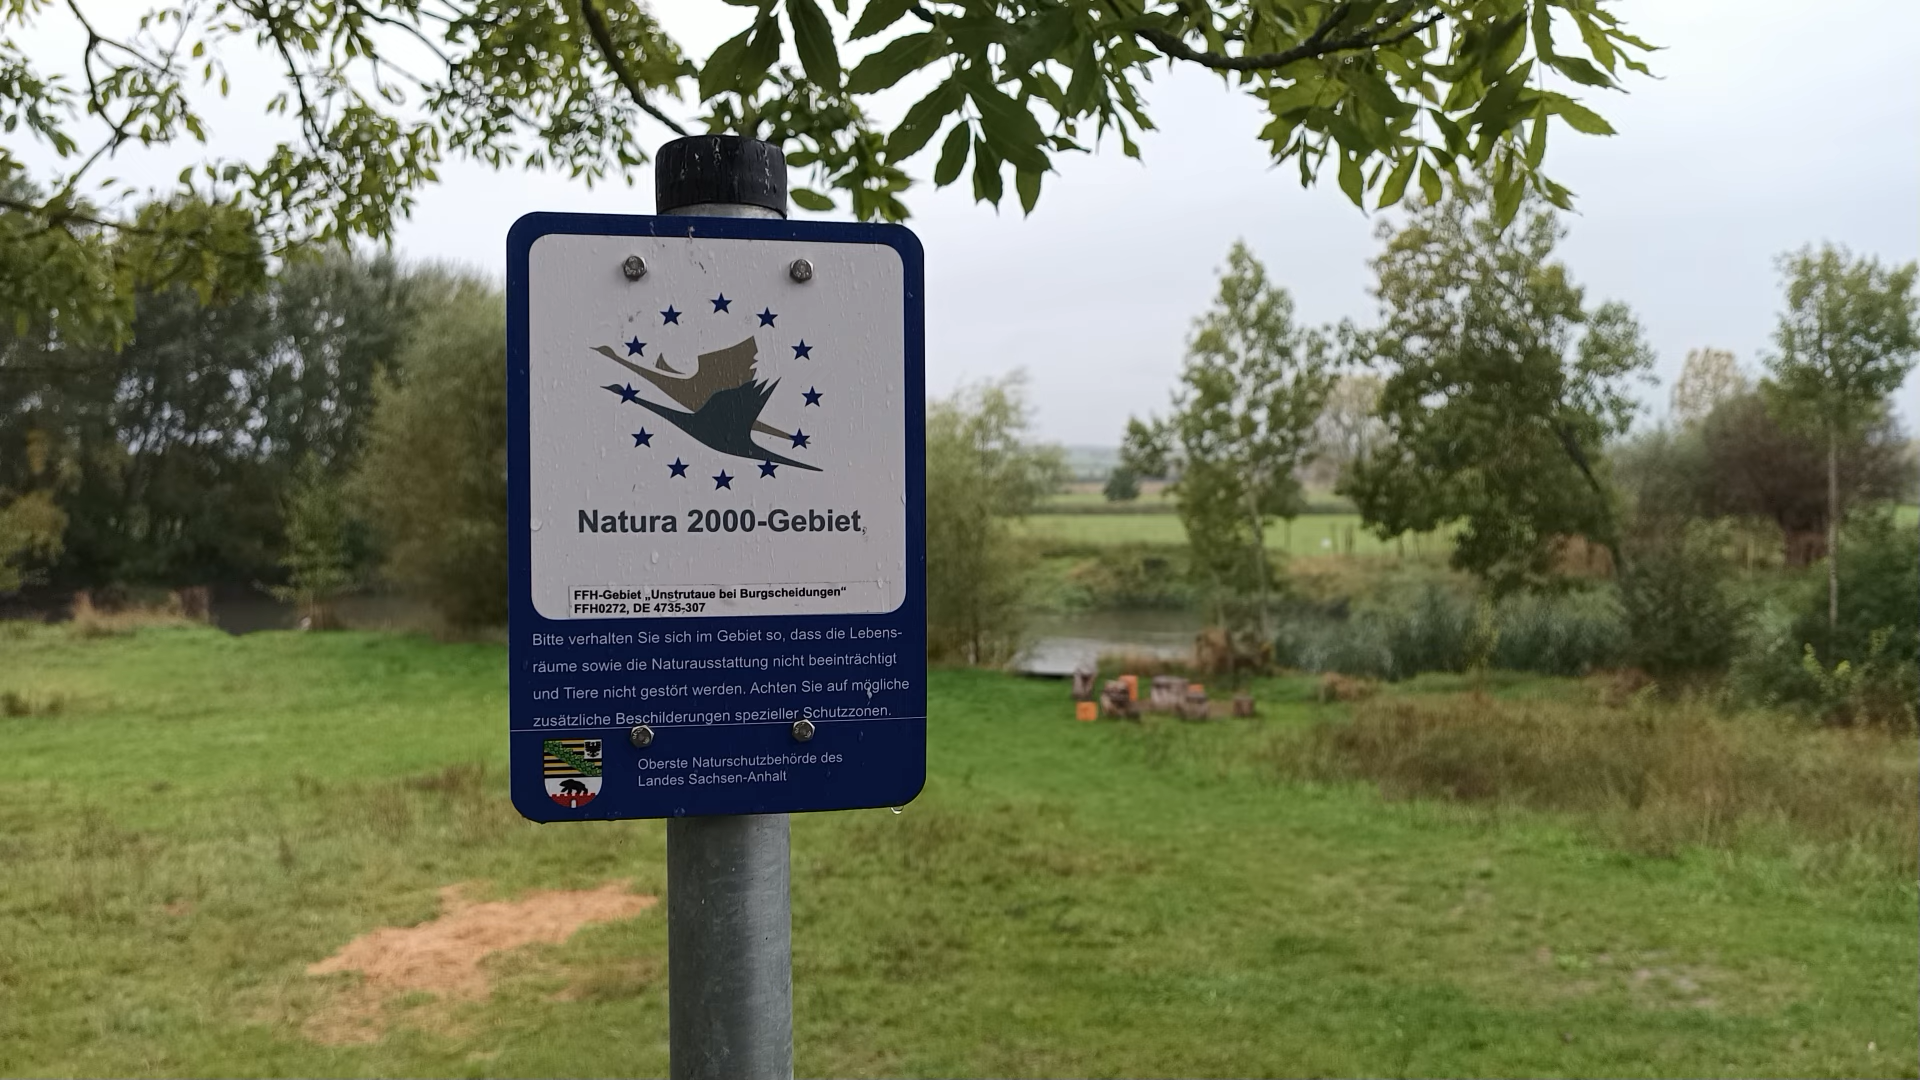 Natura 2000-Gebiet
FFH-Gebiet „Unstrutaue bei Burgscheidungen“
FFH0272, DE 4735-307
Bitte verhalten Sie sich im Gebiet so, dass die Lebens-
räume sowie die Naturausstattung nicht beeinträchtigt
und Tiere nicht gestört werden. Achten Sie auf mögliche
zusätzliche Beschilderungen spezieller Schutzzonen.
Oberste Naturschutzbehörde des
Landes Sachsen-Anhalt